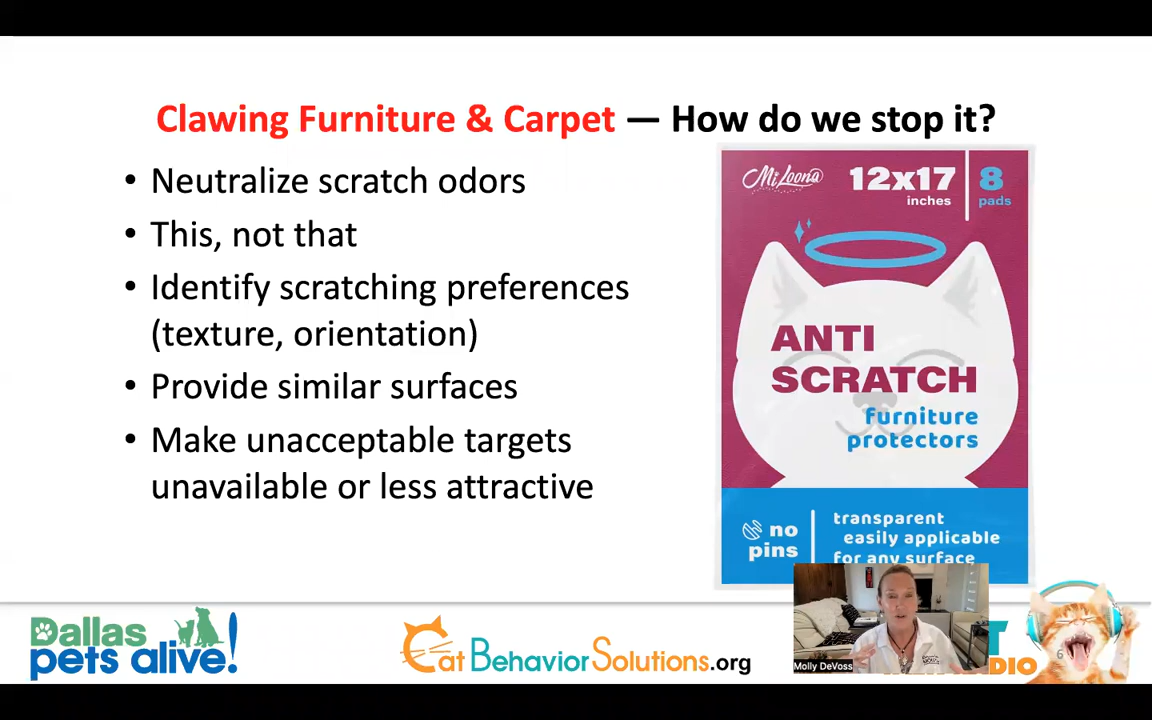 Clawing Furniture & Carpet — How do we stop it?
• Neutralize scratch odors
• This, not that
• Identify scratching preferences
(texture, orientation)
• Provide similar surfaces
• Make unacceptable targets
unavailable or less attractive
MiLoona
12x17
inches
8
pads
ANTI
SCRATCH
furniture
protectors
no
pins
transparent
easily applicable
for any surface
Dallas
pets alive!
CatBehaviorSolutions.org
Molly DeVoss